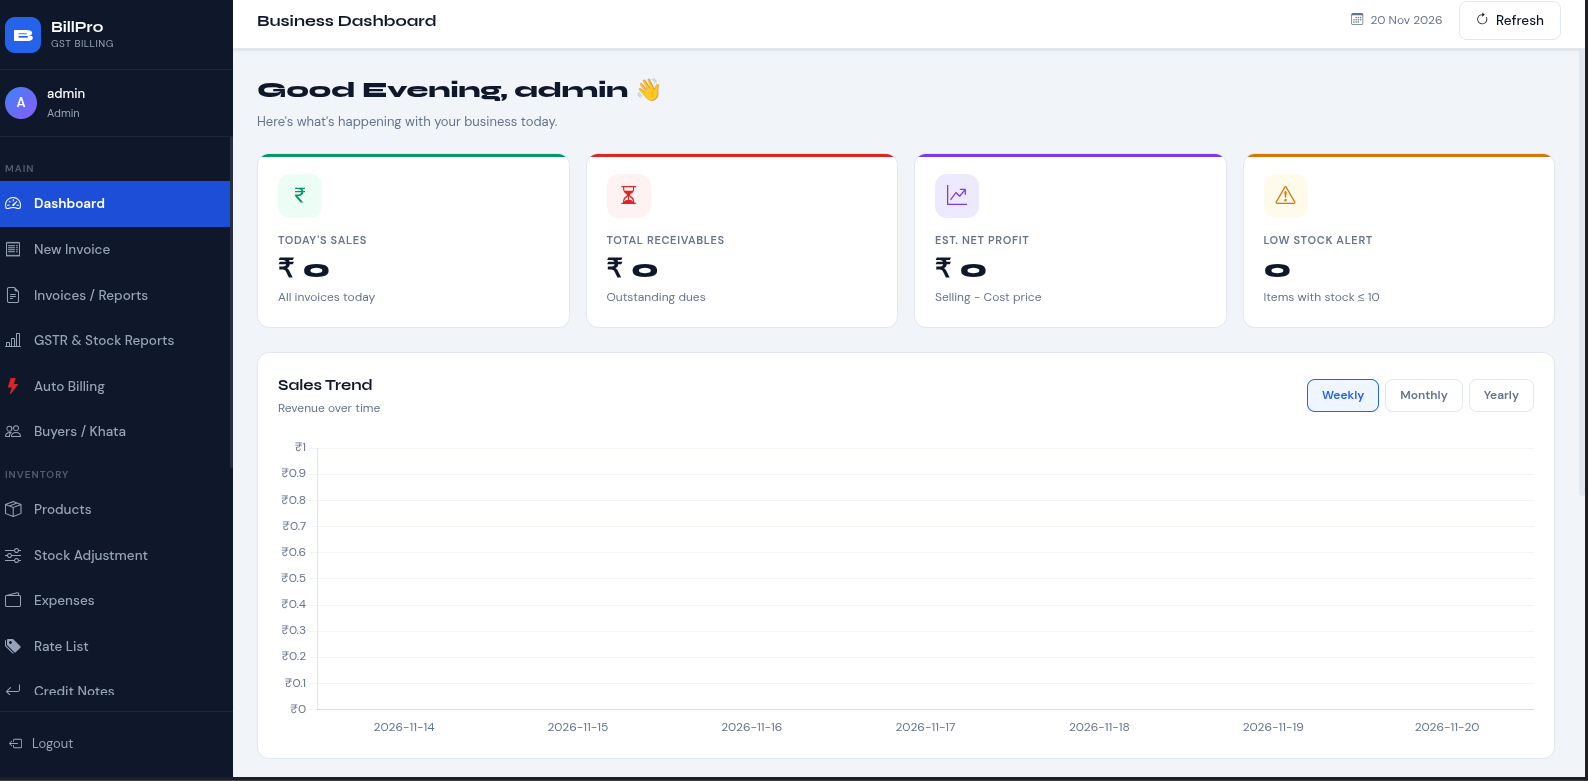 BillPro
GST BILLING
A
admin
Admin
MAIN
Dashboard
New Invoice
Invoices / Reports
GSTR & Stock Reports
Auto Billing
Buyers / Khata
INVENTORY
Products
Stock Adjustment
Expenses
Rate List
Credit Notes
Logout
Business Dashboard
20 Nov 2026
Refresh
Good Evening, admin 👋
Here's what's happening with your business today.
₹
TODAY'S SALES
₹ 0
All invoices today
TOTAL RECEIVABLES
₹ 0
Outstanding dues
EST. NET PROFIT
₹ 0
Selling - Cost price
LOW STOCK ALERT
0
Items with stock ≤ 10
Sales Trend
Revenue over time
Weekly
Monthly
Yearly
₹1
₹0.9
₹0.8
₹0.7
₹0.6
₹0.5
₹0.4
₹0.3
₹0.2
₹0.1
₹0
2026-11-14 2026-11-15 2026-11-16 2026-11-17 2026-11-18 2026-11-19 2026-11-20